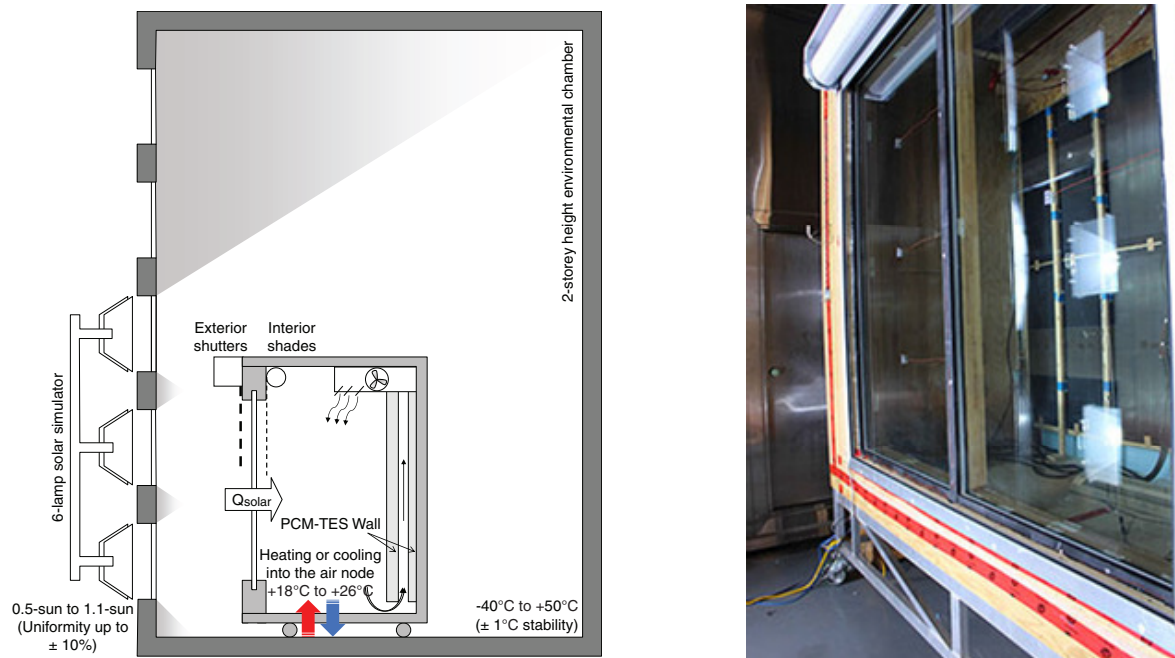 2-storey height environmental chamber
Exterior
shutters
Interior
shades
6-lamp solar simulator
Qsolar
PCM-TES Wall
Heating or cooling
into the air node
+18°C to +26°C
0.5-sun to 1.1-sun
(Uniformity up to
± 10%)
-40°C to +50°C
(± 1°C stability)